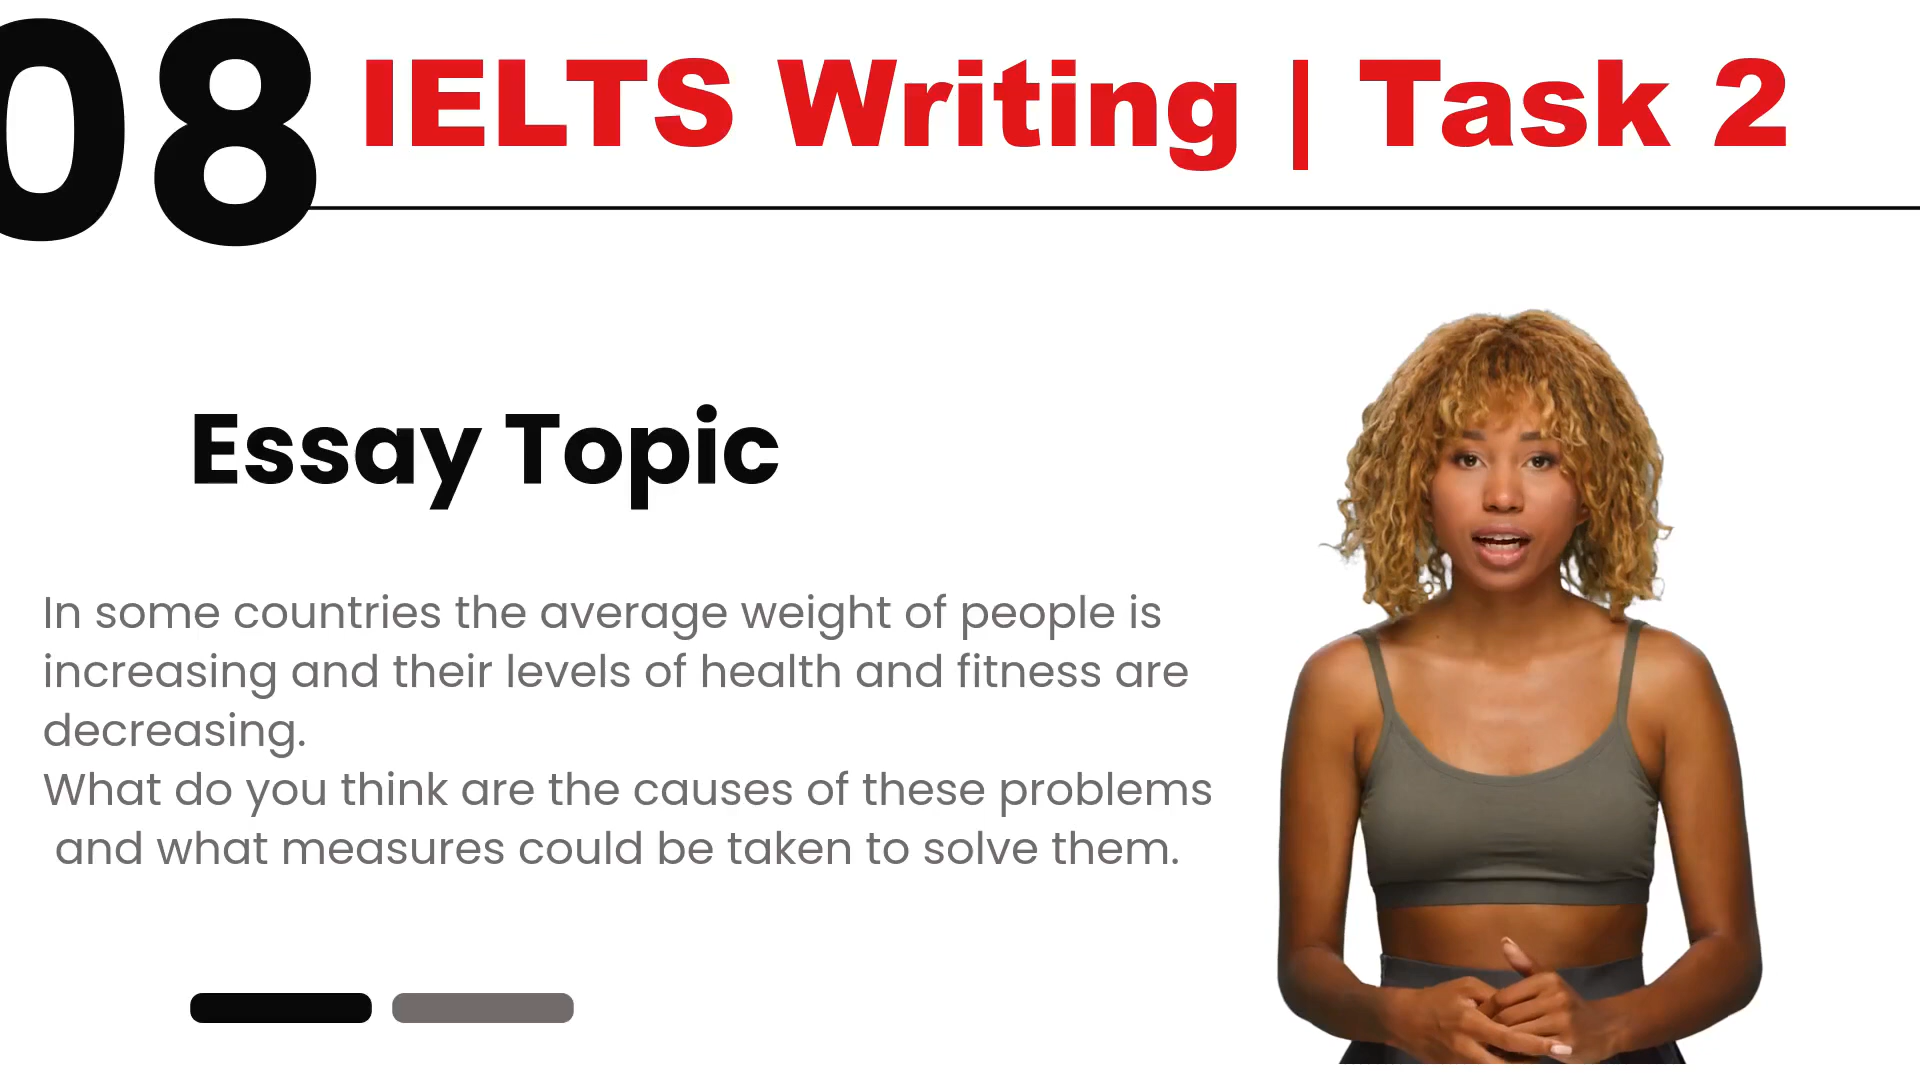 08
IELTS Writing | Task 2
Essay Topic
In some countries the average weight of people is
increasing and their levels of health and fitness are
decreasing.
What do you think are the causes of these problems
and what measures could be taken to solve them.